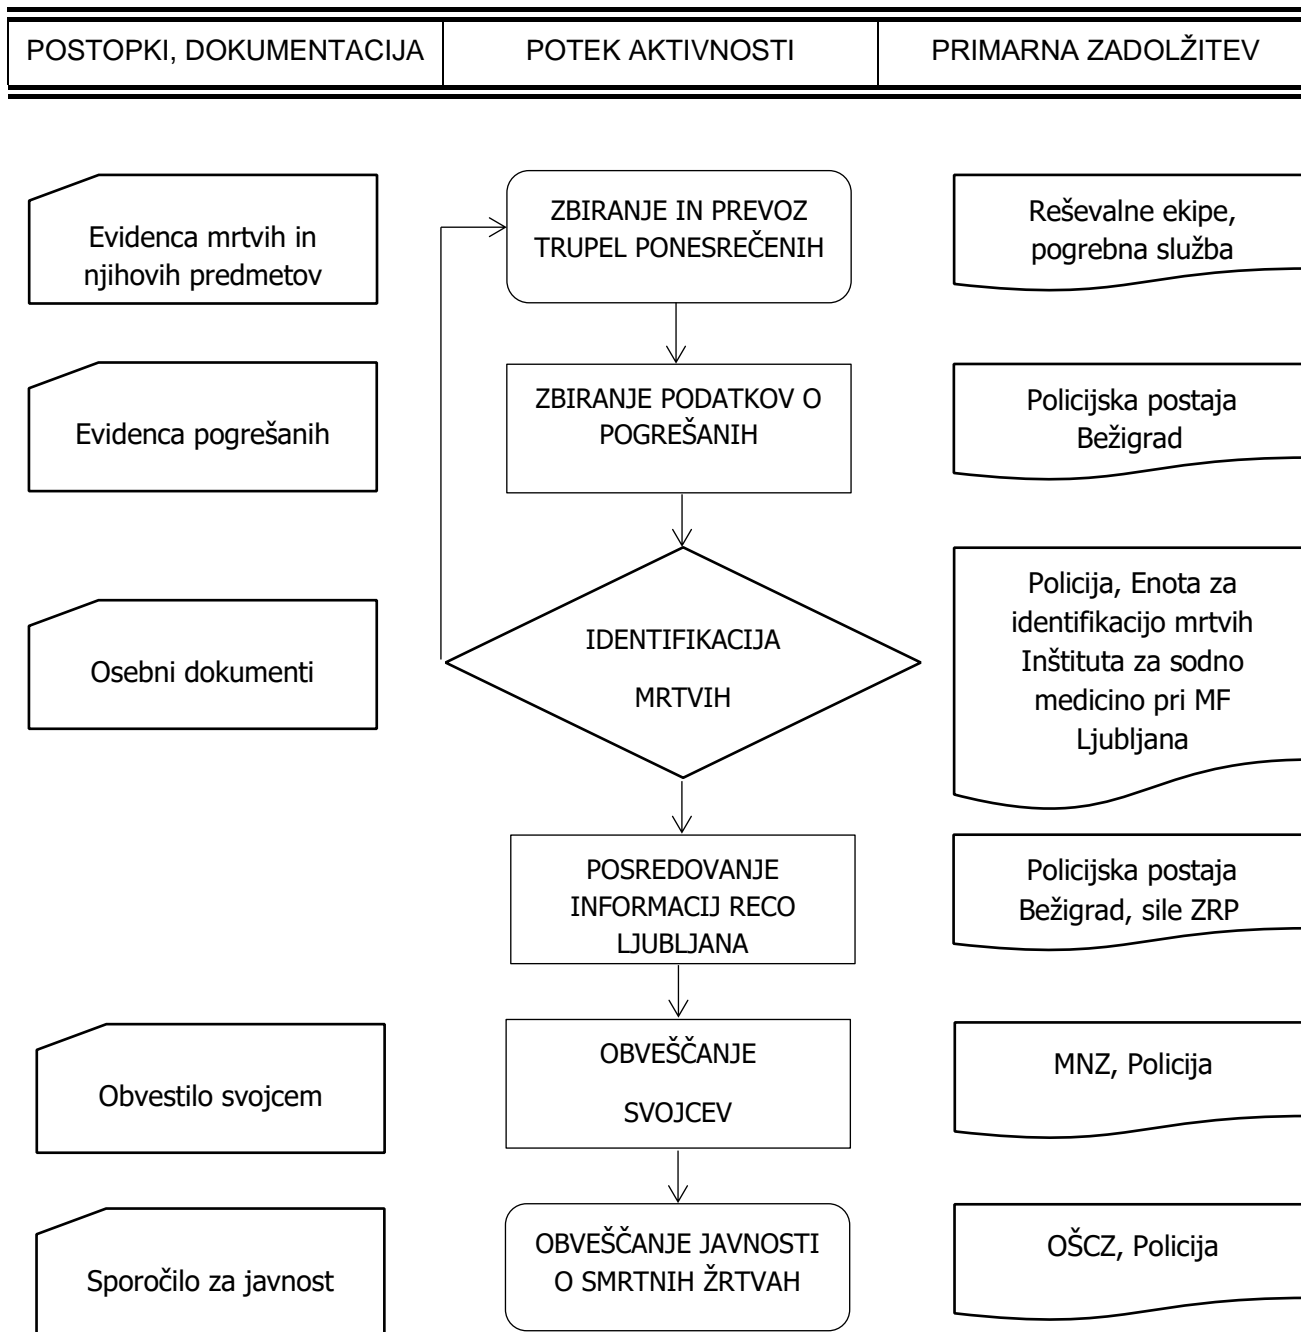 POSTOPKI, DOKUMENTACIJA
POTEK AKTIVNOSTI
PRIMARNA ZADOLŽITEV
Evidenca mrtvih in
njihovih predmetov
ZBIRANJE IN PREVOZ
TRUPEL PONESREČENIH
Reševalne ekipe,
pogrebna služba
Evidenca pogrešanih
ZBIRANJE PODATKOV O
POGREŠANIH
Policijska postaja
Bežigrad
Osebni dokumenti
IDENTIFIKACIJA
MRTVIH
Policija, Enota za
identifikacijo mrtvih
Inštituta za sodno
medicino pri MF
Ljubljana
POSREDOVANJE
INFORMACIJ RECO
LJUBLJANA
Policijska postaja
Bežigrad, sile ZRP
Obvestilo svojcem
OBVEŠČANJE
SVOJCEV
MNZ, Policija
Sporočilo za javnost
OBVEŠČANJE JAVNOSTI
O SMRTNIH ŽRTVAH
OŠCZ, Policija